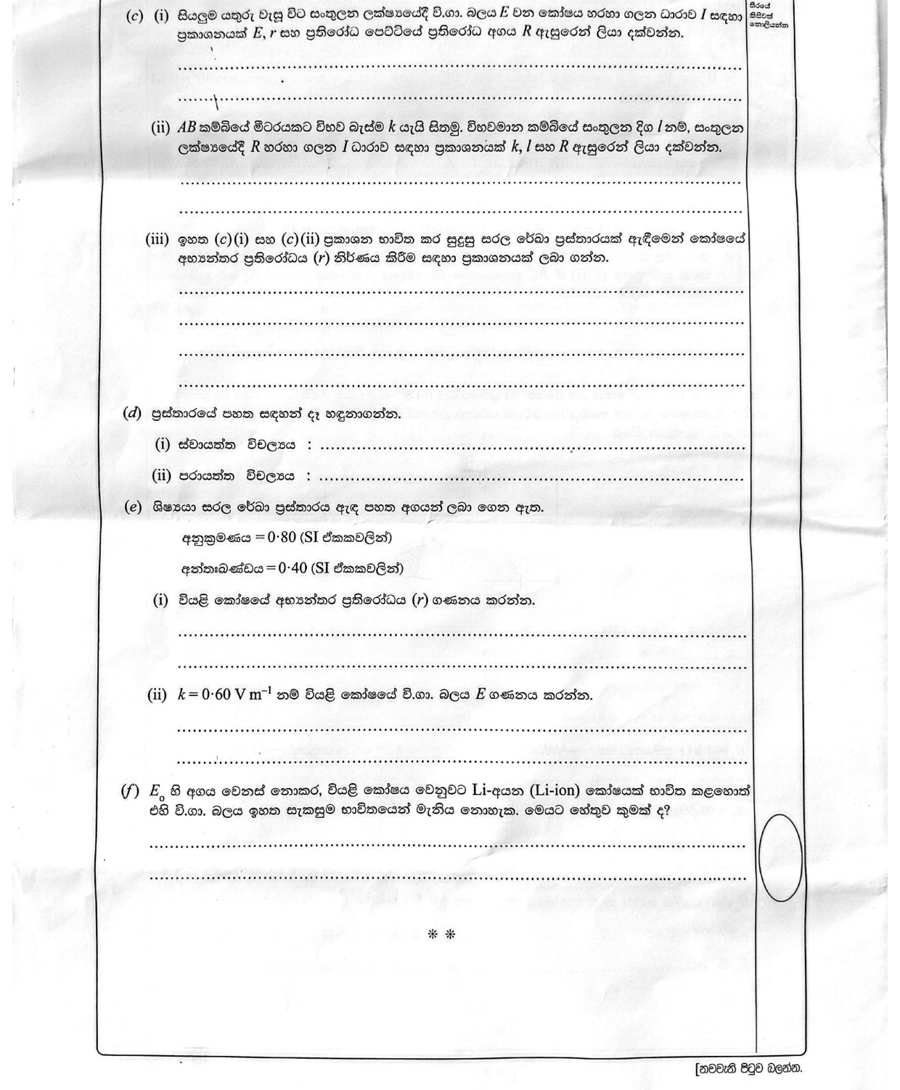 තීරයේ
කිසිවක්
නොලියන්න
(c) (i) සියලුම යතුරු වැසූ විට සංතුලන ලක්ෂ්‍යයේදී වි.ගා. බලය E වන කෝෂය හරහා ගලන ධාරාව I සඳහා
ප්‍රකාශනයක් E, r සහ ප්‍රතිරෝධ පෙට්ටියේ ප්‍රතිරෝධ අගය R ඇසුරෙන් ලියා දක්වන්න.
(ii) AB කම්බියේ මීටරයකට විභව බැස්ම k යැයි සිතමු. විභවමාන කම්බියේ සංතුලන දිග l නම්, සංතුලන
ලක්ෂ්‍යයේදී R හරහා ගලන I ධාරාව සඳහා ප්‍රකාශනයක් k, l සහ R ඇසුරෙන් ලියා දක්වන්න.
(iii) ඉහත (c)(i) සහ (c)(ii) ප්‍රකාශන භාවිත කර සුදුසු සරල රේඛා ප්‍රස්තාරයක් ඇඳීමෙන් කෝෂයේ
අභ්‍යන්තර ප්‍රතිරෝධය (r) නිර්ණය කිරීම සඳහා ප්‍රකාශනයක් ලබා ගන්න.
(d) ප්‍රස්තාරයේ පහත සඳහන් දෑ හඳුනාගන්න.
(i) ස්වායත්ත විචල්‍යය :
(ii) පරායත්ත විචල්‍යය :
(e) ශිෂ්‍යයා සරල රේඛා ප්‍රස්තාරය ඇඳ පහත අගයන් ලබා ගෙන ඇත.
අනුක්‍රමණය = 0·80 (SI ඒකකවලින්)
අන්තඃඛණ්ඩය = 0·40 (SI ඒකකවලින්)
(i) වියළි කෝෂයේ අභ්‍යන්තර ප්‍රතිරෝධය (r) ගණනය කරන්න.
(ii) k = 0·60 V m⁻¹ නම් වියළි කෝෂයේ වි.ගා. බලය E ගණනය කරන්න.
(f) E₀ හි අගය වෙනස් නොකර, වියළි කෝෂය වෙනුවට Li-අයන (Li-ion) කෝෂයක් භාවිත කළහොත්
එහි වි.ගා. බලය ඉහත සැකසුම භාවිතයෙන් මැනිය නොහැක. මෙයට හේතුව කුමක් ද?
* *
[නවවැනි පිටුව බලන්න.